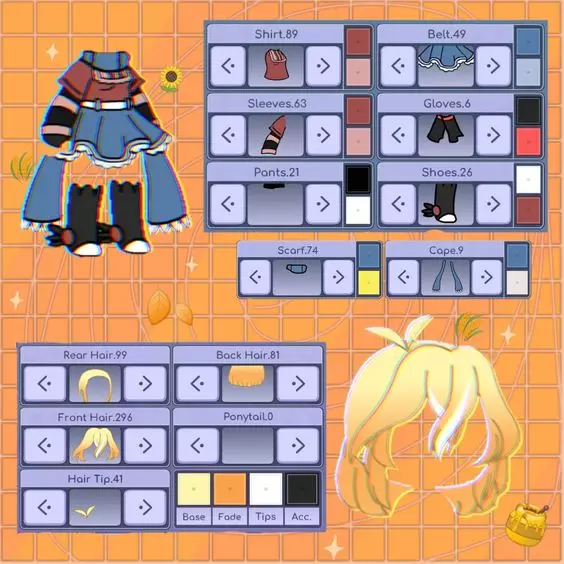 Shirt.89
Belt.49
Sleeves.63
Gloves.6
Pants.21
Shoes.26
Scarf.74
Cape.9
Rear Hair.99
Back Hair.81
Front Hair.296
Ponytail.0
Hair Tip.41
Base
Fade
Tips
Acc.